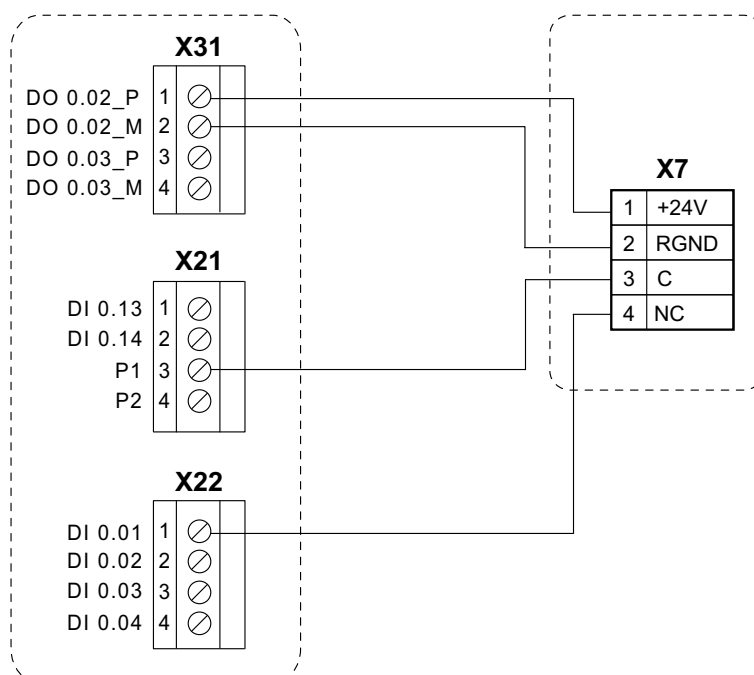 X31
DO 0.02_P 1
DO 0.02_M 2
DO 0.03_P 3
DO 0.03_M 4
X21
DI 0.13 1
DI 0.14 2
P1 3
P2 4
X22
DI 0.01 1
DI 0.02 2
DI 0.03 3
DI 0.04 4
X7
1 +24V
2 RGND
3 C
4 NC